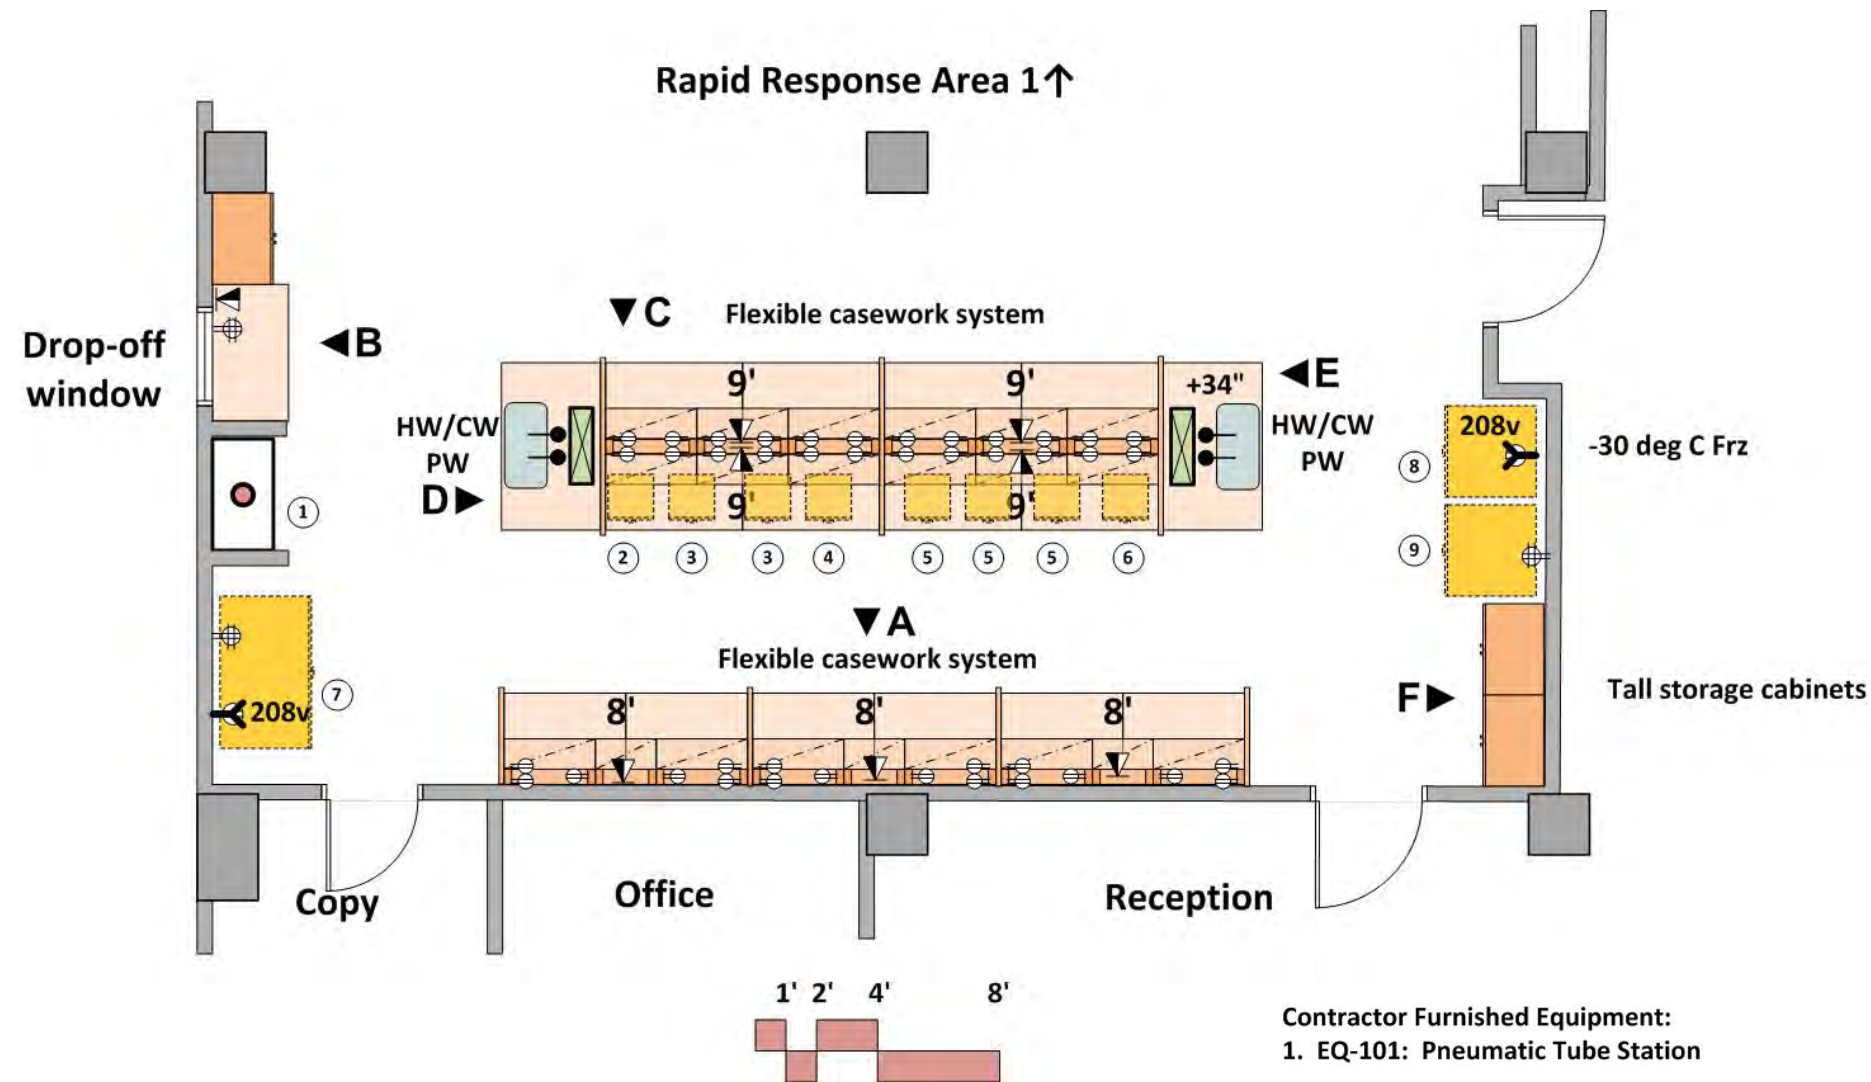 Rapid Response Area 1↑
▼C
Flexible casework system
Drop-off
window
◄B
◄E
9'
9'
+34"
HW/CW
PW
HW/CW
PW
208v
-30 deg C Frz
8
D►
9'
9'
1
2
3
3
4
5
5
5
6
9
▼A
Flexible casework system
7
208v
8'
8'
8'
F►
Tall storage cabinets
Copy
Office
Reception
1' 2' 4' 8'
Contractor Furnished Equipment:
1. EQ-101: Pneumatic Tube Station